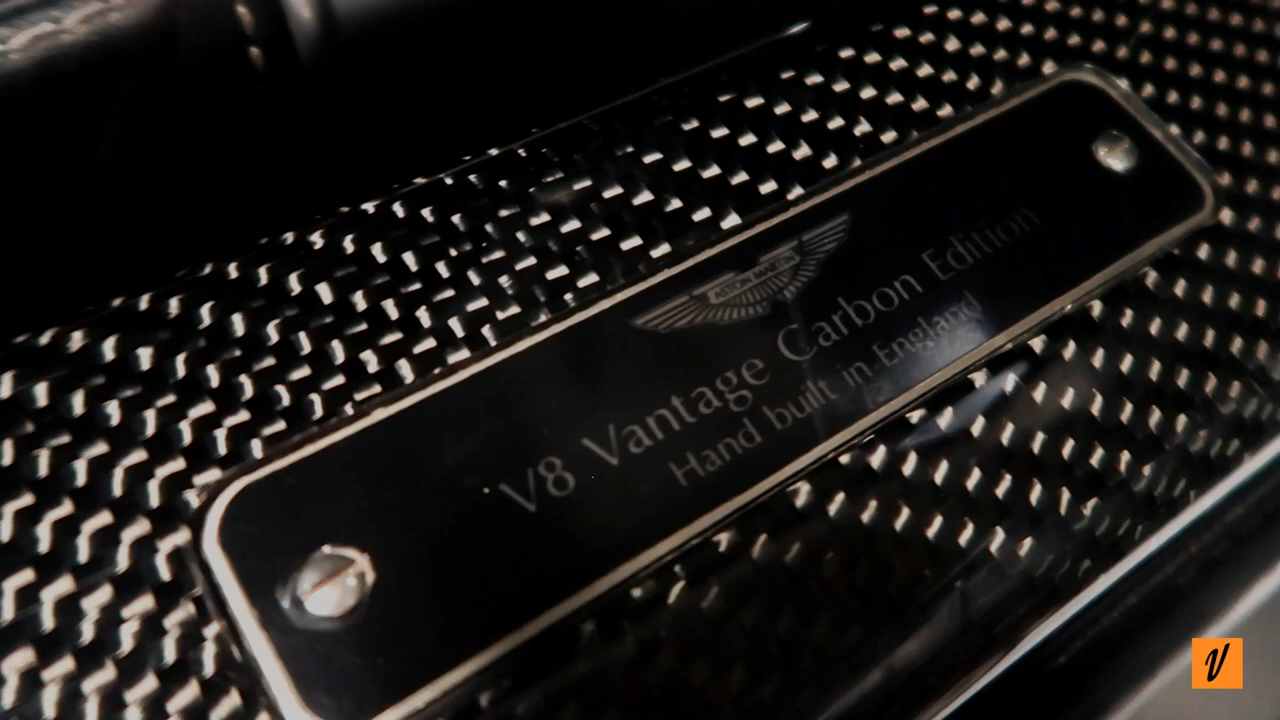 ASTON MARTIN
V8 Vantage Carbon Edition
Hand built in England
V